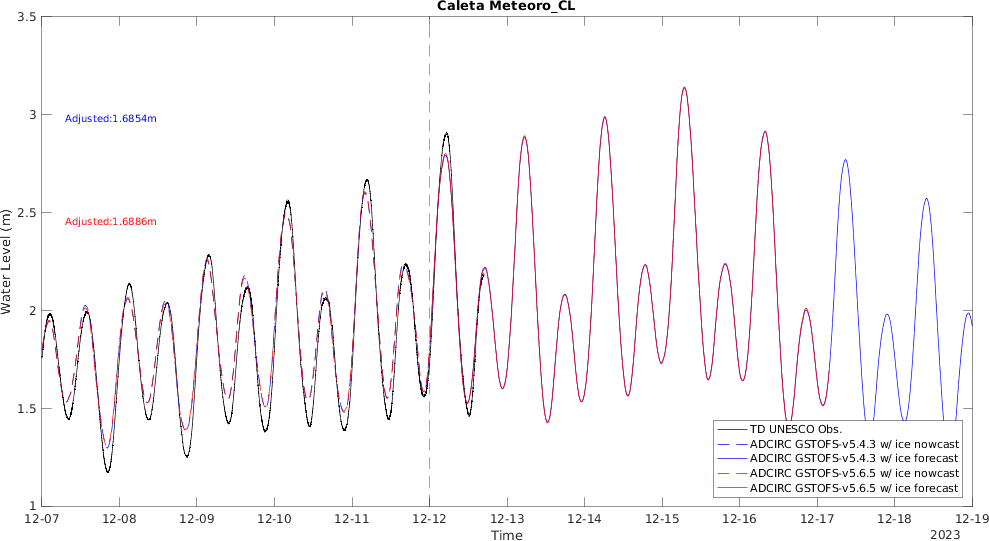 Caleta Meteoro_CL
3.5
3
2.5
2
1.5
1
Water Level (m)
Adjusted:1.6854m
Adjusted:1.6886m
TD UNESCO Obs.
ADCIRC GSTOFS-v5.4.3 w/ ice nowcast
ADCIRC GSTOFS-v5.4.3 w/ ice forecast
ADCIRC GSTOFS-v5.6.5 w/ ice nowcast
ADCIRC GSTOFS-v5.6.5 w/ ice forecast
12-07 12-08 12-09 12-10 12-11 12-12 12-13 12-14 12-15 12-16 12-17 12-18 12-19
Time
2023